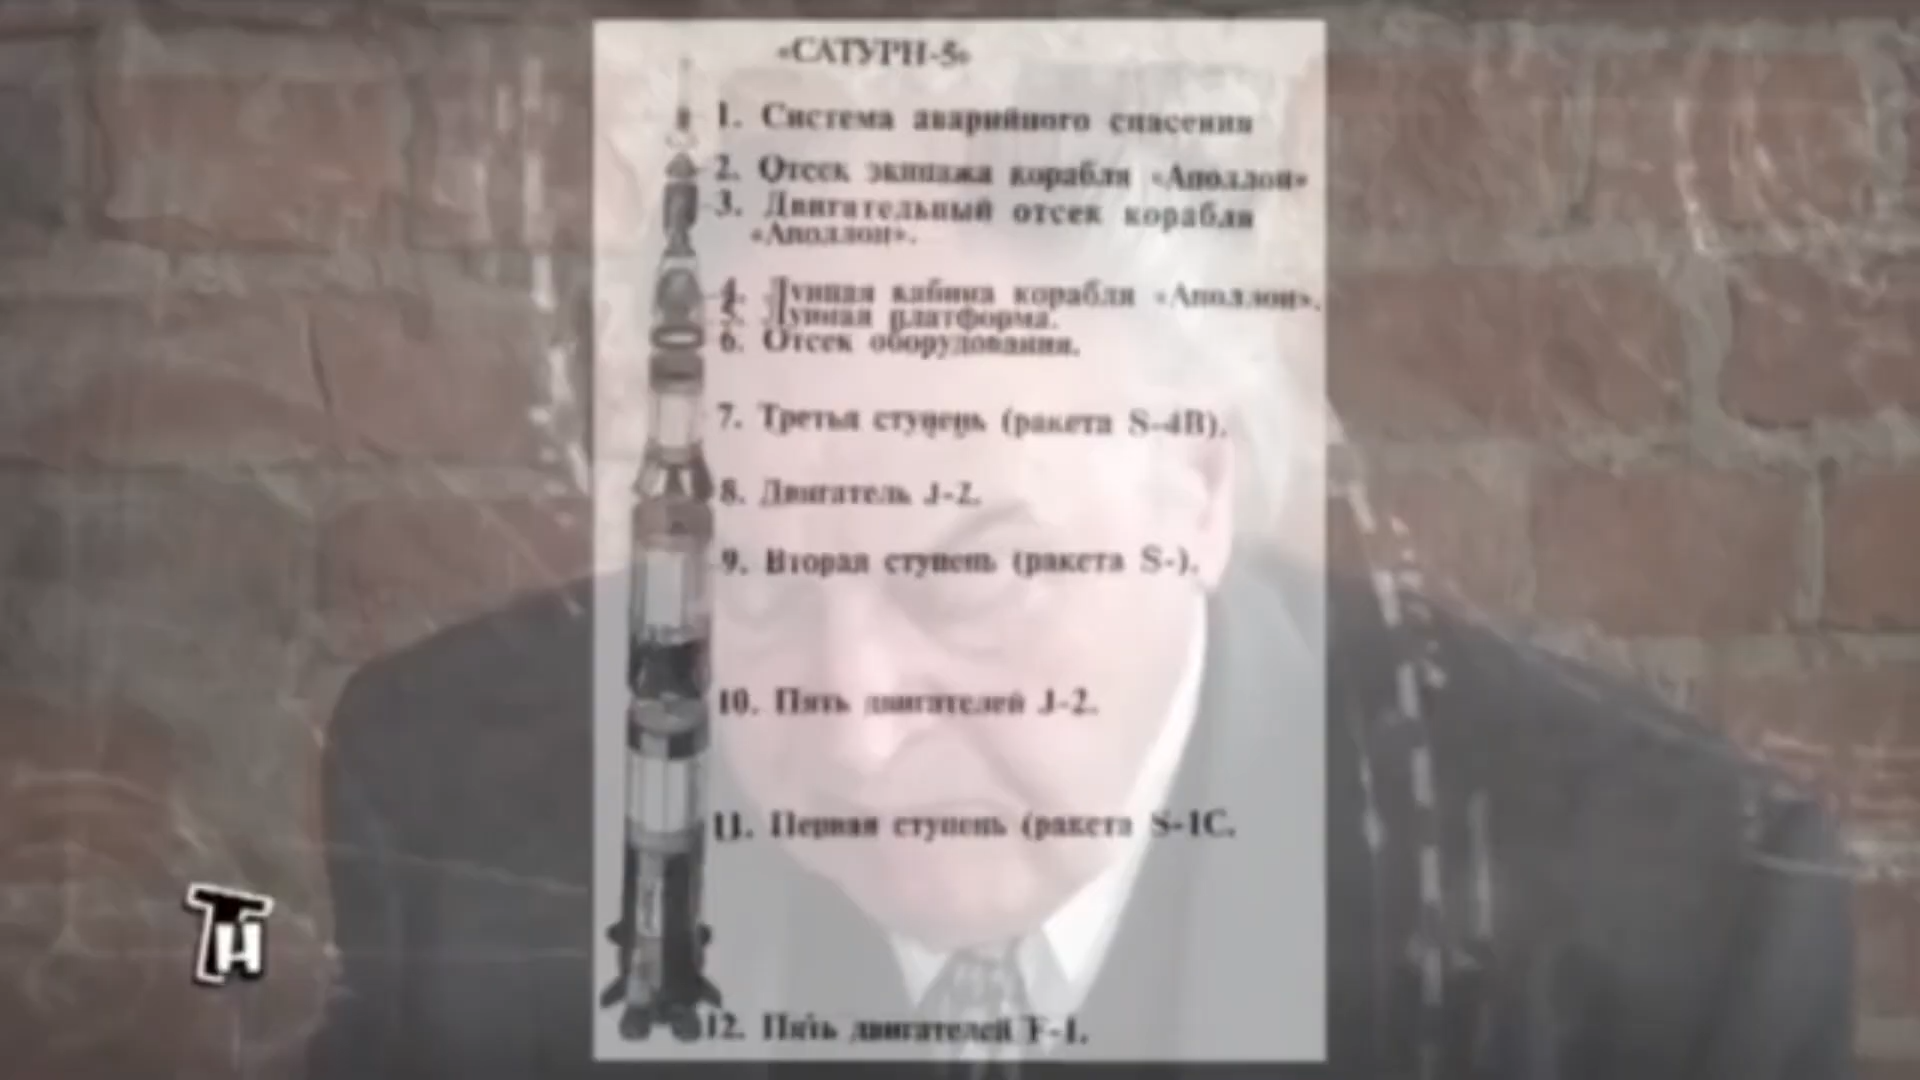 «САТУРН-5»
1. Система аварийного спасения
2. Отсек экипажа корабля «Аполлон»
3. Двигательный отсек корабля
«Аполлон».
4. Лунная кабина корабля «Аполлон».
5. Лунная платформа.
6. Отсек оборудования.
7. Третья ступень (ракета S-4B).
8. Двигатель J-2.
9. Вторая ступень (ракета S-).
10. Пять двигателей J-2.
11. Первая ступень (ракета S-1C.
12. Пять двигателей F-1.
ТН